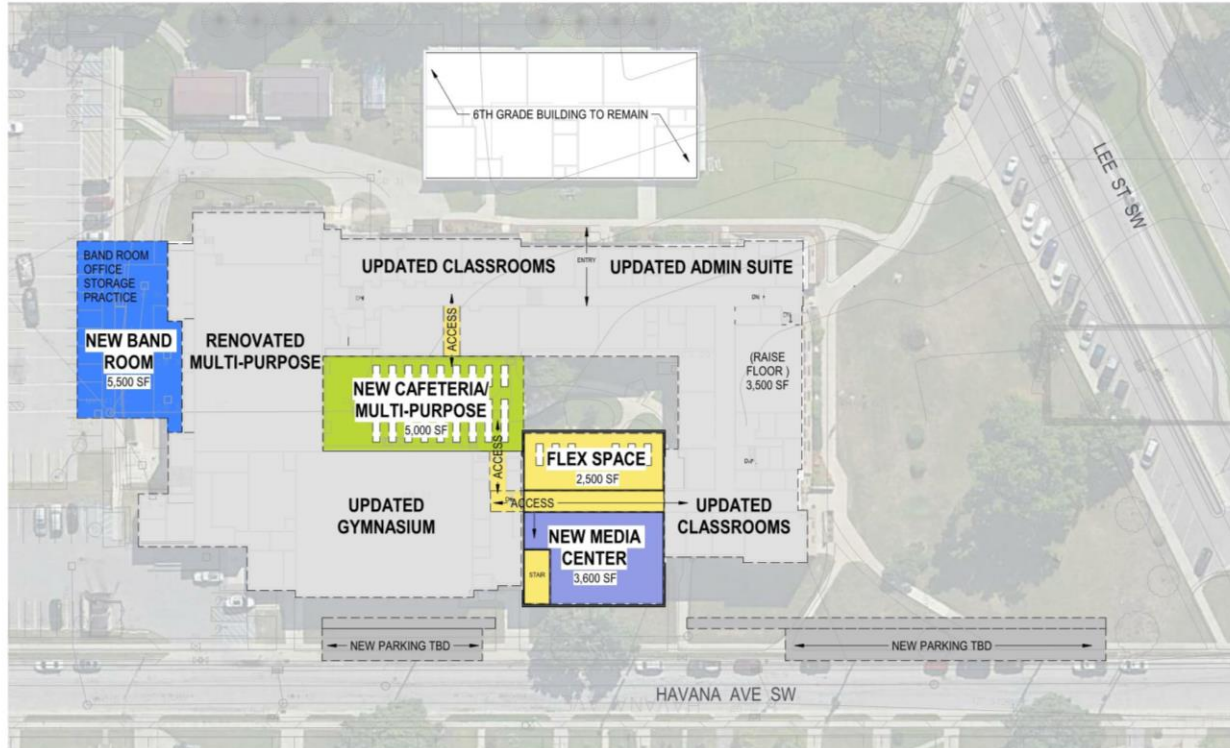 6TH GRADE BUILDING TO REMAIN
LEE ST SW
BAND ROOM
OFFICE
STORAGE
PRACTICE
UPDATED CLASSROOMS
ENTRY
UPDATED ADMIN SUITE
DN
NEW BAND
ROOM
5,500 SF
RENOVATED
MULTI-PURPOSE
ACCESS
(RAISE
FLOOR )
3,500 SF
NEW CAFETERIA/
MULTI-PURPOSE
5,000 SF
ACCESS
FLEX SPACE
2,500 SF
ACCESS
UPDATED
GYMNASIUM
UPDATED
CLASSROOMS
NEW MEDIA
CENTER
3,600 SF
STAIR
NEW PARKING TBD
NEW PARKING TBD
HAVANA AVE SW